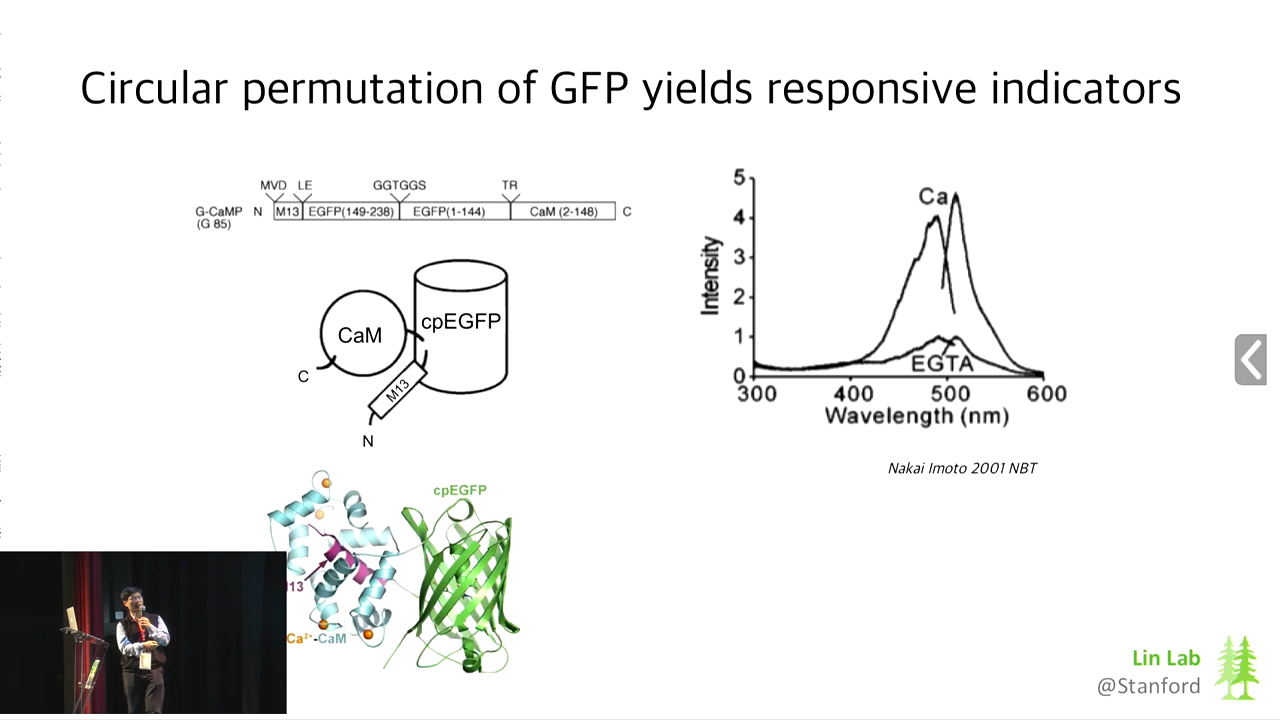 Circular permutation of GFP yields responsive indicators
MVD LE GGTGGS TR
G-CaMP N M13 EGFP(149-238) EGFP(1-144) CaM (2-148) C
(G 85)
CaM
cpEGFP
M13
C
N
cpEGFP
13
Ca²⁺-CaM
5
4
3
2
1
0
Intensity
Ca
EGTA
300 400 500 600
Wavelength (nm)
Nakai Imoto 2001 NBT
Lin Lab
@Stanford